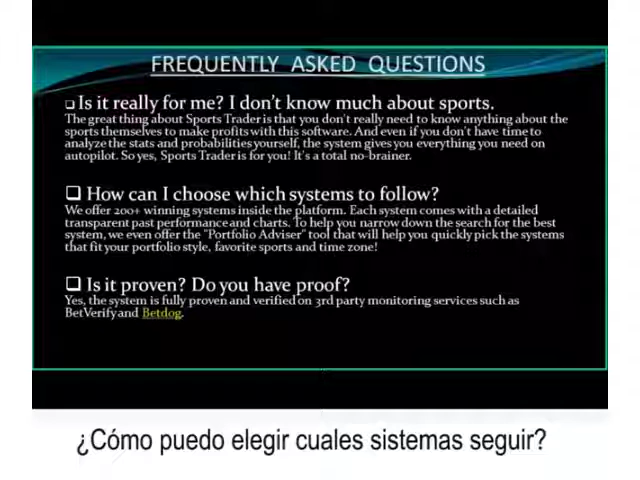 FREQUENTLY ASKED QUESTIONS
❑ Is it really for me? I don't know much about sports.
The great thing about Sports Trader is that you don't really need to know anything about the
sports themselves to make profits with this software. And even if you don't have time to
analyze the stats and probabilities yourself, the system gives you everything you need on
autopilot. So yes, Sports Trader is for you! It's a total no-brainer.
❑ How can I choose which systems to follow?
We offer 200+ winning systems inside the platform. Each system comes with a detailed
transparent past performance and charts. To help you narrow down the search for the best
system, we even offer the "Portfolio Adviser" tool that will help you quickly pick the systems
that fit your portfolio style, favorite sports and time zone!
❑ Is it proven? Do you have proof?
Yes, the system is fully proven and verified on 3rd party monitoring services such as
BetVerify and Betdog.
¿Cómo puedo elegir cuales sistemas seguir?